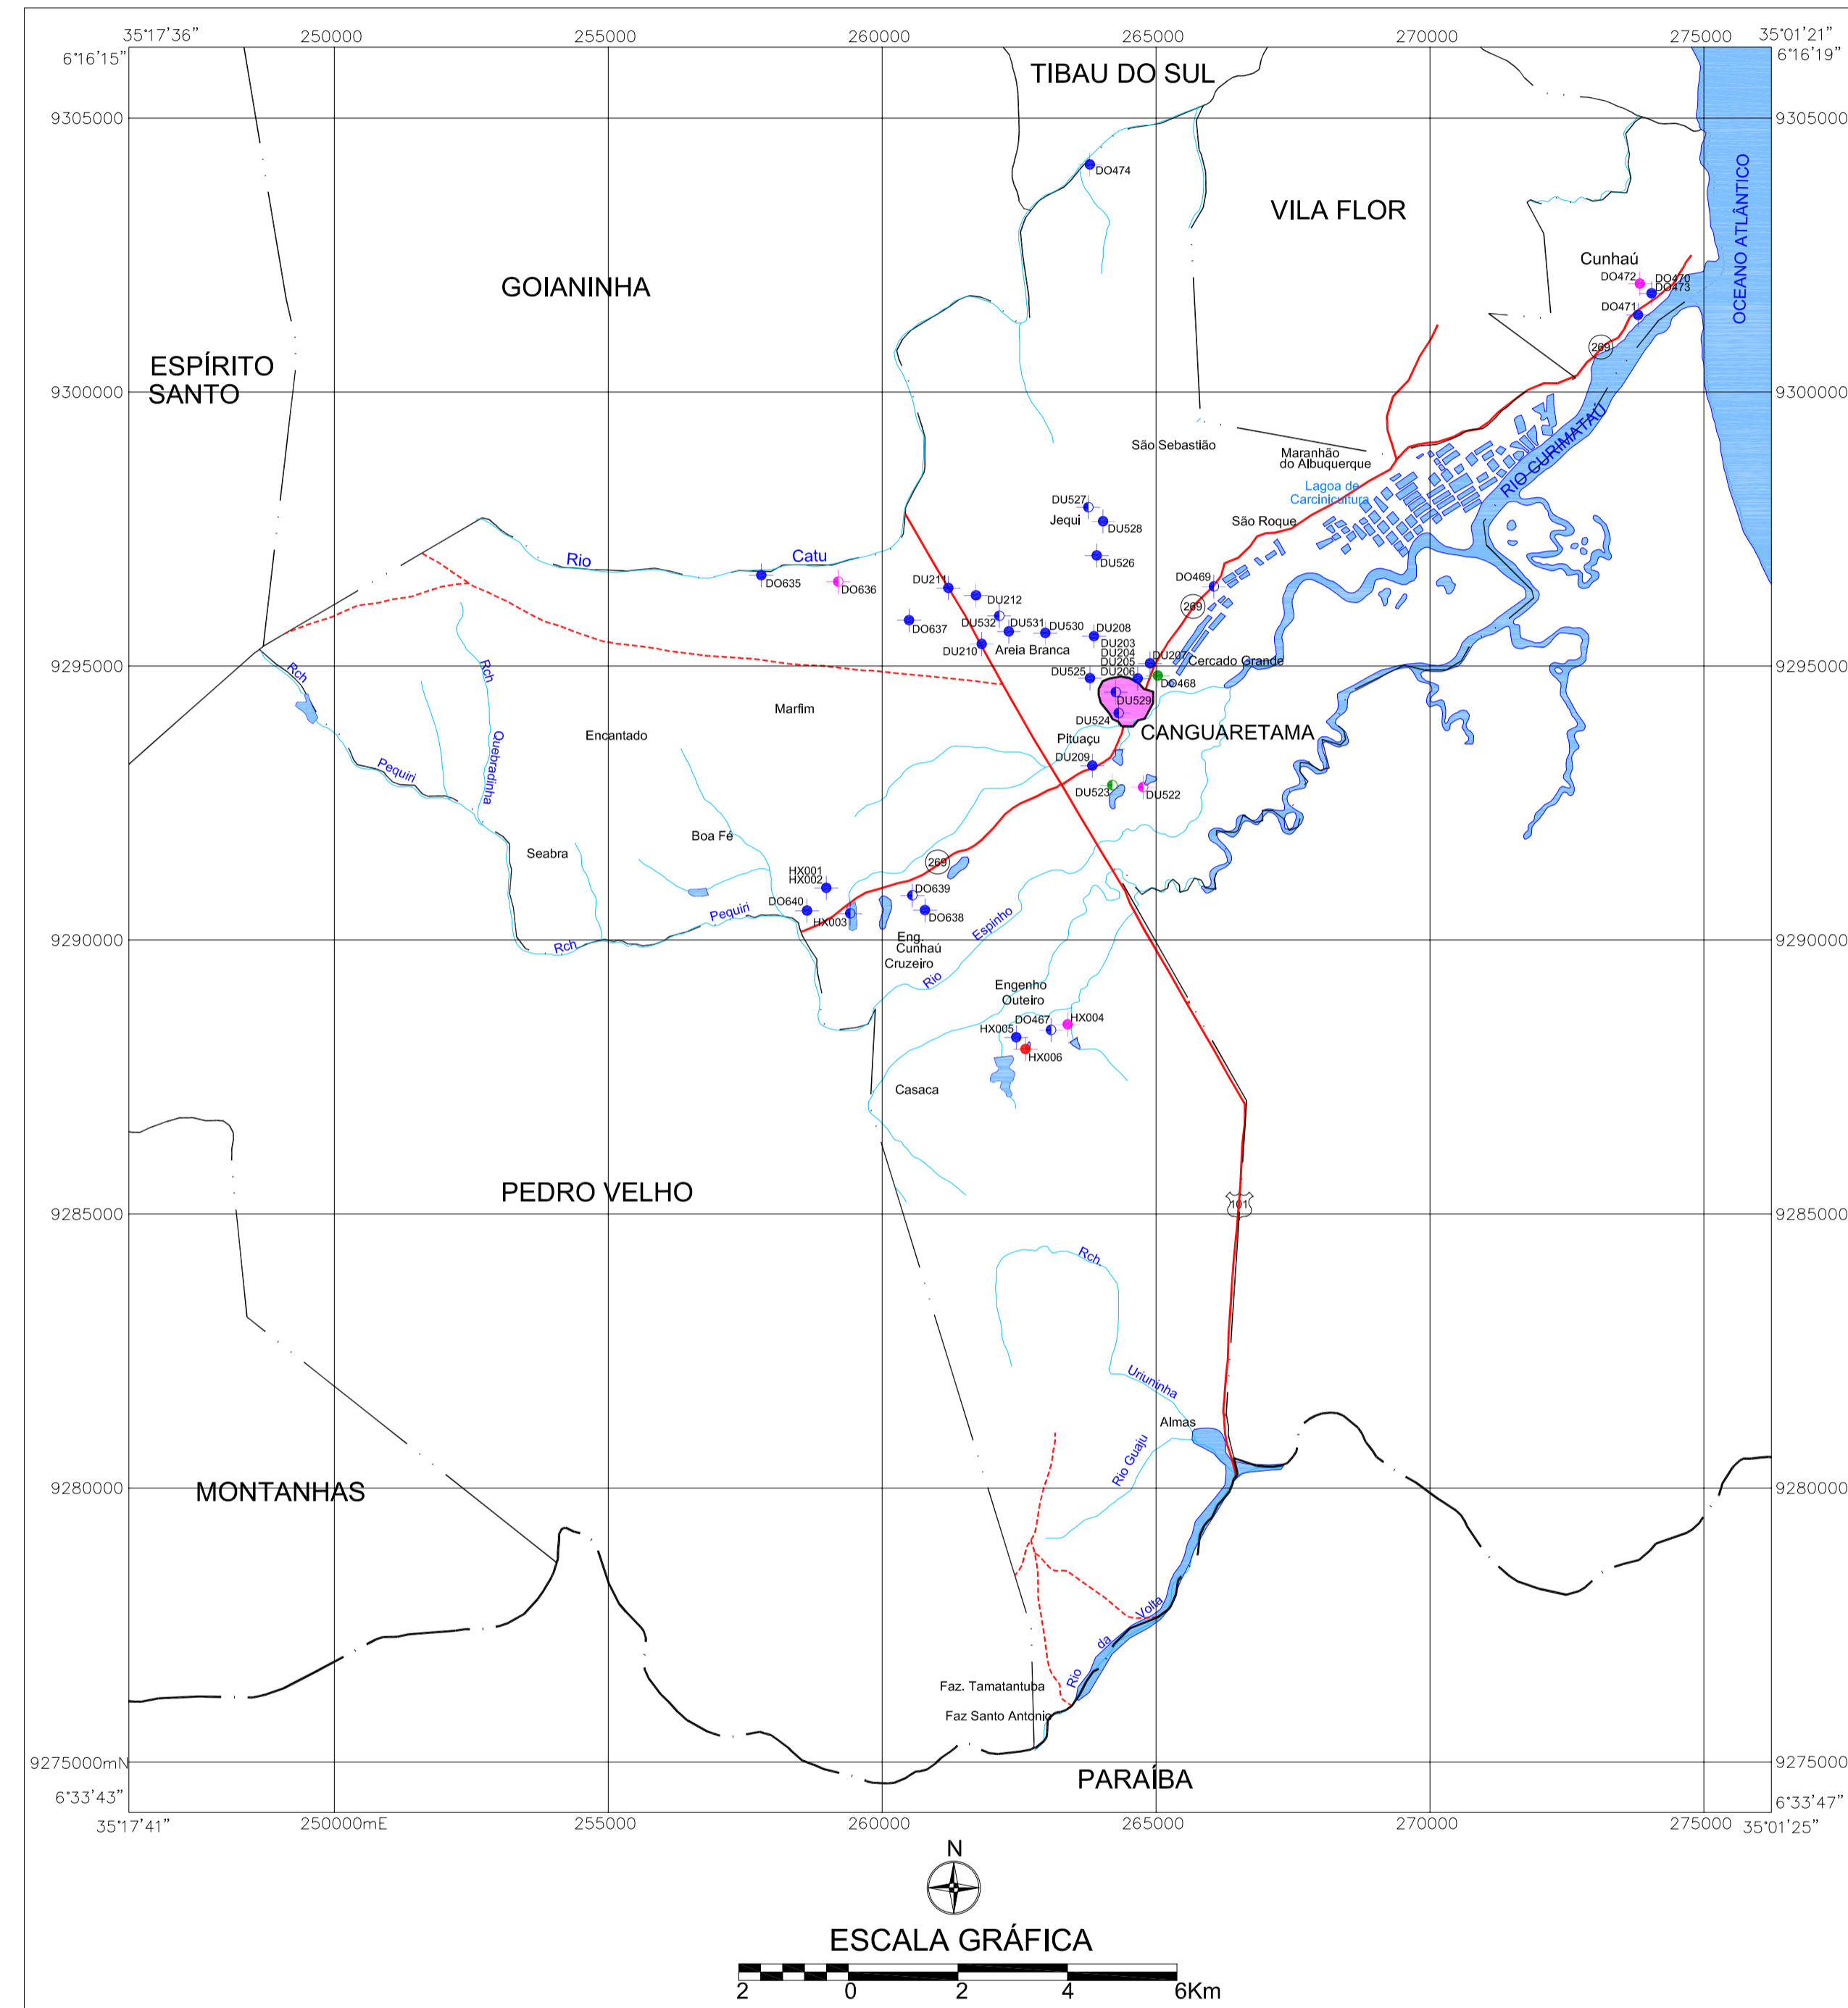 35°17'36"
250000
255000
260000
265000
270000
275000
35°01'21"
6°16'15"
6°16'19"
TIBAU DO SUL
9305000
9305000
DO474
OCEANO ATLÂNTICO
VILA FLOR
Cunhaú
DO472
DO470
DO473
DO471
GOIANINHA
269
ESPÍRITO
SANTO
9300000
9300000
RIO CURIMATAÚ
São Sebastião
Maranhão
do Albuquerque
Lagoa de
Carcinicultura
DU527
Jequi
DU528
São Roque
DU526
Rio
Catu
DO635
DO636
DU211
DU212
DO469
269
DO637
DU532
DU531
DU530
DU208
DU210
Areia Branca
DU203
DU204
DU205
DU206
DU207
Cercado Grande
9295000
9295000
DU525
DO468
DU529
DU524
Rch
Rch
Marfim
Encantado
Pituaçu
CANGUARETAMA
Pequiri
Quebradinha
DU209
DU523
DU522
Boa Fé
Seabra
269
HX001
HX002
DO640
HX003
DO639
DO638
Pequiri
Rch
Espinho
9290000
9290000
Eng.
Cunhaú
Cruzeiro
Rio
Engenho
Outeiro
DO467
HX004
HX005
HX006
Casaca
PEDRO VELHO
101
9285000
9285000
Rch.
Uriuninha
Almas
Rio Guaju
MONTANHAS
9280000
9280000
Volta
da
Rio
Faz. Tamatantuba
Faz Santo Antonio
9275000mN
9275000
PARAÍBA
6°33'43"
6°33'47"
35°17'41"
250000mE
255000
260000
265000
270000
275000
35°01'25"
N
ESCALA GRÁFICA
2
0
2
4
6Km